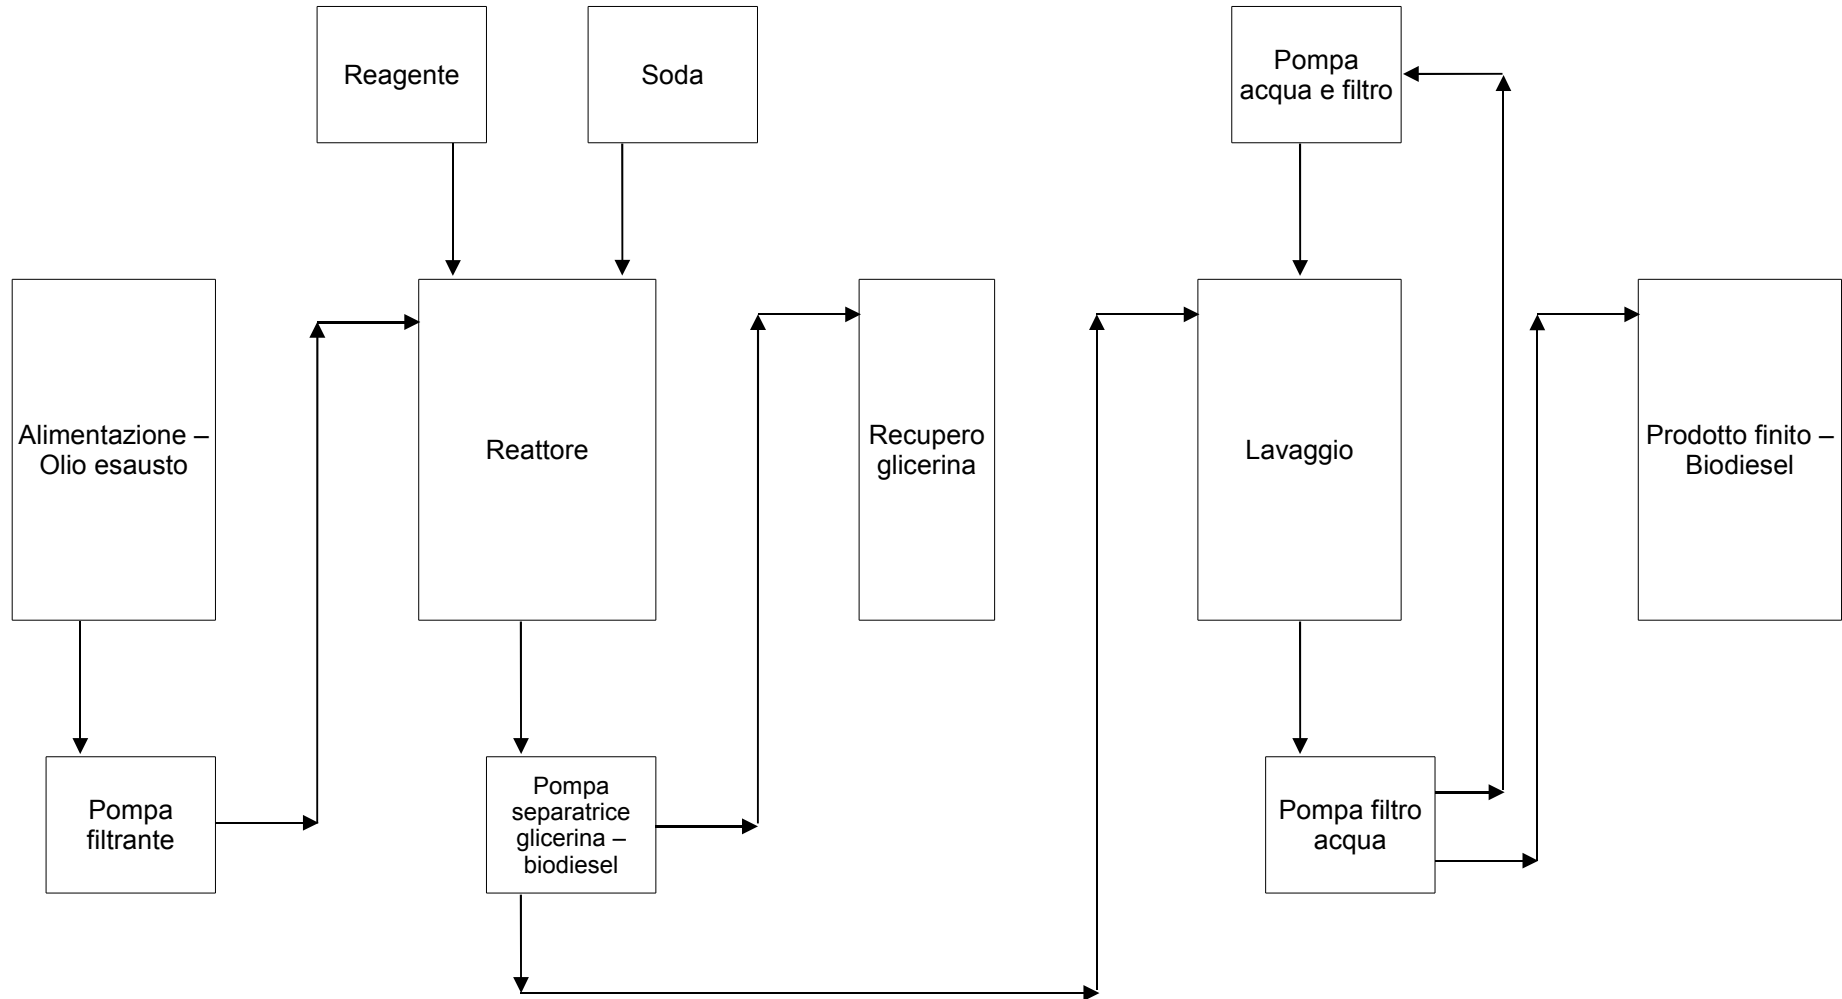 Reagente
Soda
Pompa
acqua e filtro
Alimentazione –
Olio esausto
Reattore
Recupero
glicerina
Lavaggio
Prodotto finito –
Biodiesel
Pompa
filtrante
Pompa
separatrice
glicerina –
biodiesel
Pompa filtro
acqua